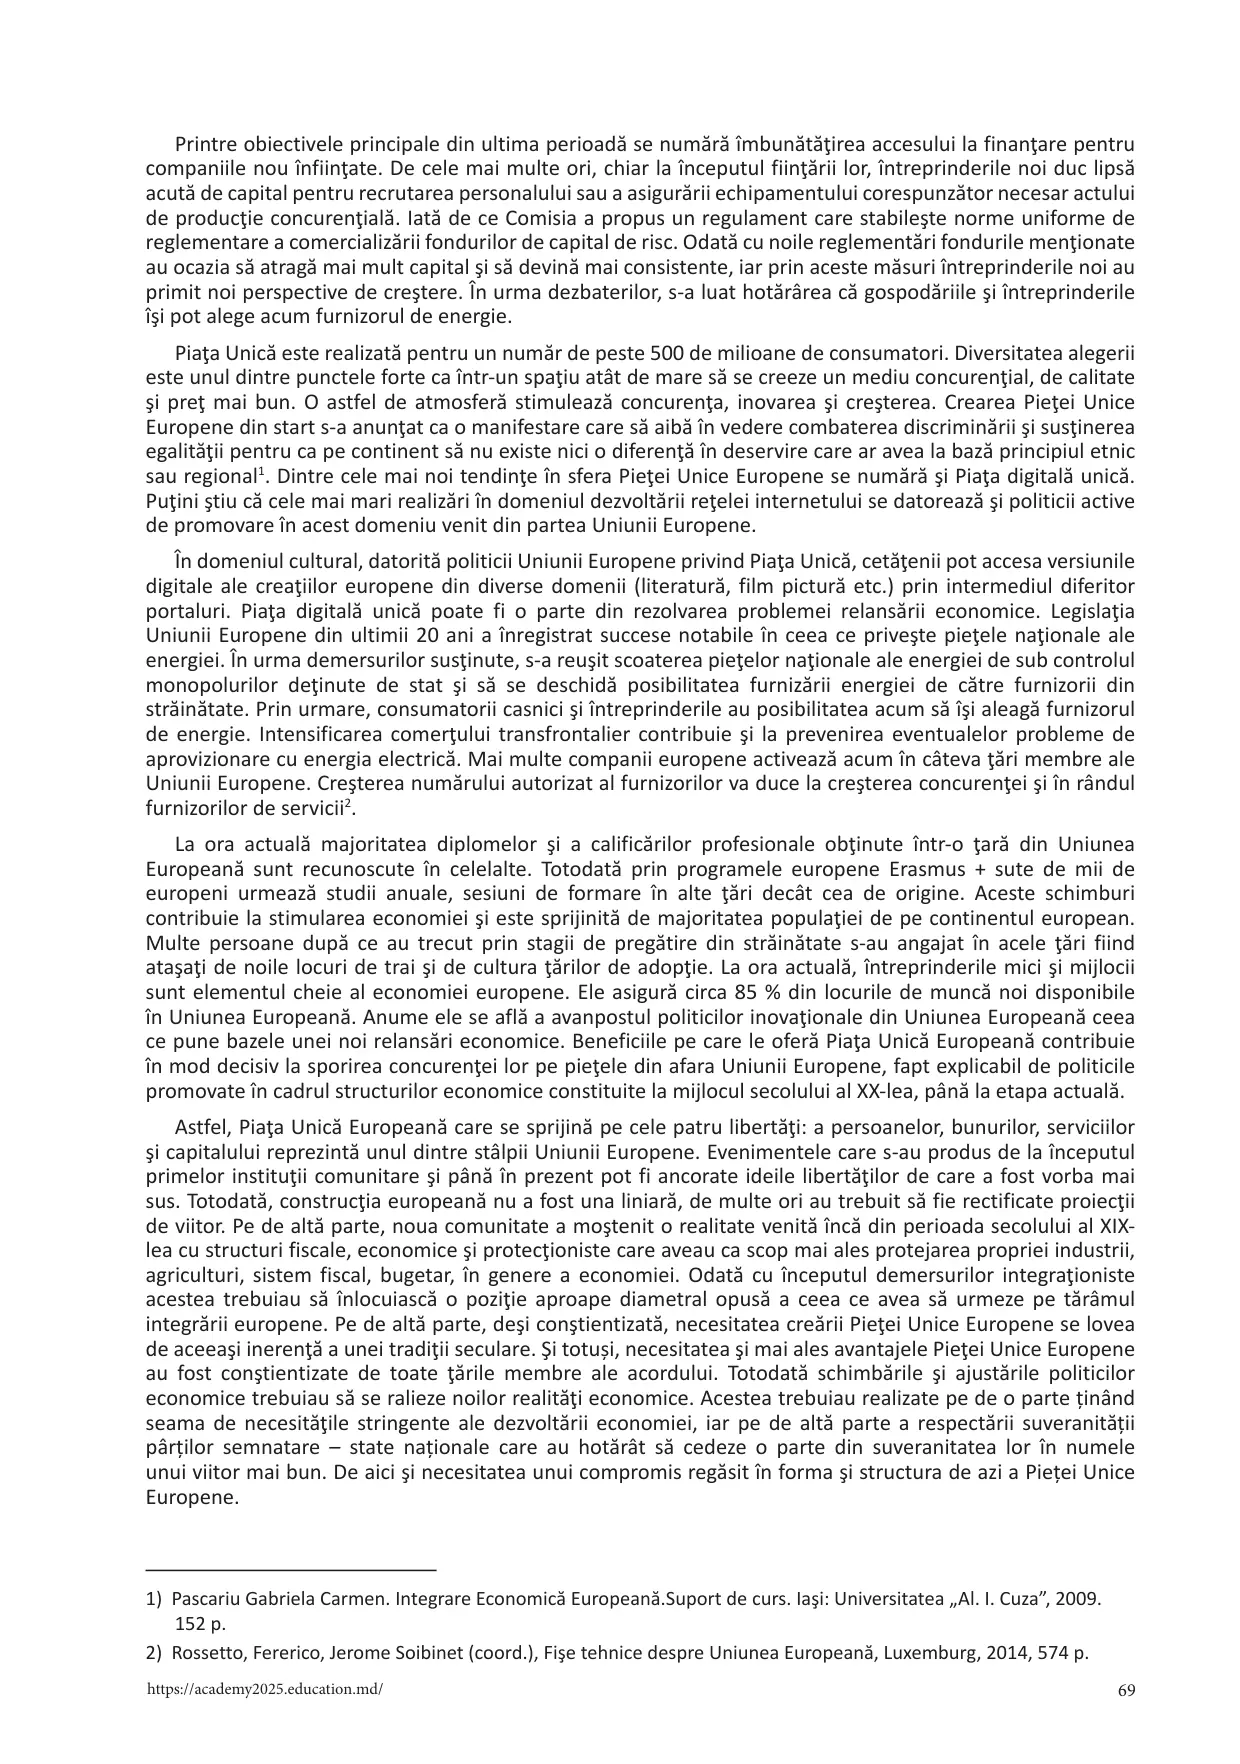 Printre obiectivele principale din ultima perioadă se numără îmbunătăţirea accesului la finanţare pentru
companiile nou înfiinţate. De cele mai multe ori, chiar la începutul fiinţării lor, întreprinderile noi duc lipsă
acută de capital pentru recrutarea personalului sau a asigurării echipamentului corespunzător necesar actului
de producţie concurenţială. Iată de ce Comisia a propus un regulament care stabileşte norme uniforme de
reglementare a comercializării fondurilor de capital de risc. Odată cu noile reglementări fondurile menţionate
au ocazia să atragă mai mult capital şi să devină mai consistente, iar prin aceste măsuri întreprinderile noi au
primit noi perspective de creştere. În urma dezbaterilor, s-a luat hotărârea că gospodăriile şi întreprinderile
îşi pot alege acum furnizorul de energie.
Piaţa Unică este realizată pentru un număr de peste 500 de milioane de consumatori. Diversitatea alegerii
este unul dintre punctele forte ca într-un spaţiu atât de mare să se creeze un mediu concurenţial, de calitate
şi preţ mai bun. O astfel de atmosferă stimulează concurenţa, inovarea şi creşterea. Crearea Pieţei Unice
Europene din start s-a anunţat ca o manifestare care să aibă în vedere combaterea discriminării şi susţinerea
egalităţii pentru ca pe continent să nu existe nici o diferenţă în deservire care ar avea la bază principiul etnic
sau regional¹. Dintre cele mai noi tendinţe în sfera Pieţei Unice Europene se numără şi Piaţa digitală unică.
Puţini ştiu că cele mai mari realizări în domeniul dezvoltării reţelei internetului se datorează şi politicii active
de promovare în acest domeniu venit din partea Uniunii Europene.
În domeniul cultural, datorită politicii Uniunii Europene privind Piaţa Unică, cetăţenii pot accesa versiunile
digitale ale creaţiilor europene din diverse domenii (literatură, film pictură etc.) prin intermediul diferitor
portaluri. Piaţa digitală unică poate fi o parte din rezolvarea problemei relansării economice. Legislaţia
Uniunii Europene din ultimii 20 ani a înregistrat succese notabile în ceea ce priveşte pieţele naţionale ale
energiei. În urma demersurilor susţinute, s-a reuşit scoaterea pieţelor naţionale ale energiei de sub controlul
monopolurilor deţinute de stat şi să se deschidă posibilitatea furnizării energiei de către furnizorii din
străinătate. Prin urmare, consumatorii casnici şi întreprinderile au posibilitatea acum să îşi aleagă furnizorul
de energie. Intensificarea comerţului transfrontalier contribuie şi la prevenirea eventualelor probleme de
aprovizionare cu energia electrică. Mai multe companii europene activează acum în câteva ţări membre ale
Uniunii Europene. Creşterea numărului autorizat al furnizorilor va duce la creşterea concurenţei şi în rândul
furnizorilor de servicii².
La ora actuală majoritatea diplomelor şi a calificărilor profesionale obţinute într-o ţară din Uniunea
Europeană sunt recunoscute în celelalte. Totodată prin programele europene Erasmus + sute de mii de
europeni urmează studii anuale, sesiuni de formare în alte ţări decât cea de origine. Aceste schimburi
contribuie la stimularea economiei şi este sprijinită de majoritatea populaţiei de pe continentul european.
Multe persoane după ce au trecut prin stagii de pregătire din străinătate s-au angajat în acele ţări fiind
ataşaţi de noile locuri de trai şi de cultura ţărilor de adopţie. La ora actuală, întreprinderile mici şi mijlocii
sunt elementul cheie al economiei europene. Ele asigură circa 85 % din locurile de muncă noi disponibile
în Uniunea Europeană. Anume ele se află a avanpostul politicilor inovaţionale din Uniunea Europeană ceea
ce pune bazele unei noi relansări economice. Beneficiile pe care le oferă Piaţa Unică Europeană contribuie
în mod decisiv la sporirea concurenţei lor pe pieţele din afara Uniunii Europene, fapt explicabil de politicile
promovate în cadrul structurilor economice constituite la mijlocul secolului al XX-lea, până la etapa actuală.
Astfel, Piaţa Unică Europeană care se sprijină pe cele patru libertăţi: a persoanelor, bunurilor, serviciilor
şi capitalului reprezintă unul dintre stâlpii Uniunii Europene. Evenimentele care s-au produs de la începutul
primelor instituţii comunitare şi până în prezent pot fi ancorate ideile libertăţilor de care a fost vorba mai
sus. Totodată, construcţia europeană nu a fost una liniară, de multe ori au trebuit să fie rectificate proiecţii
de viitor. Pe de altă parte, noua comunitate a moştenit o realitate venită încă din perioada secolului al XIX-
lea cu structuri fiscale, economice şi protecţioniste care aveau ca scop mai ales protejarea propriei industrii,
agriculturi, sistem fiscal, bugetar, în genere a economiei. Odată cu începutul demersurilor integraţioniste
acestea trebuiau să înlocuiască o poziţie aproape diametral opusă a ceea ce avea să urmeze pe tărâmul
integrării europene. Pe de altă parte, deşi conştientizată, necesitatea creării Pieţei Unice Europene se lovea
de aceeaşi inerenţă a unei tradiţii seculare. Şi totuși, necesitatea şi mai ales avantajele Pieţei Unice Europene
au fost conştientizate de toate ţările membre ale acordului. Totodată schimbările şi ajustările politicilor
economice trebuiau să se ralieze noilor realităţi economice. Acestea trebuiau realizate pe de o parte ținând
seama de necesităţile stringente ale dezvoltării economiei, iar pe de altă parte a respectării suveranității
părților semnatare – state naționale care au hotărât să cedeze o parte din suveranitatea lor în numele
unui viitor mai bun. De aici şi necesitatea unui compromis regăsit în forma şi structura de azi a Pieței Unice
Europene.
1) Pascariu Gabriela Carmen. Integrare Economică Europeană.Suport de curs. Iaşi: Universitatea „Al. I. Cuza”, 2009.
152 p.
2) Rossetto, Fererico, Jerome Soibinet (coord.), Fişe tehnice despre Uniunea Europeană, Luxemburg, 2014, 574 p.
https://academy2025.education.md/ 69